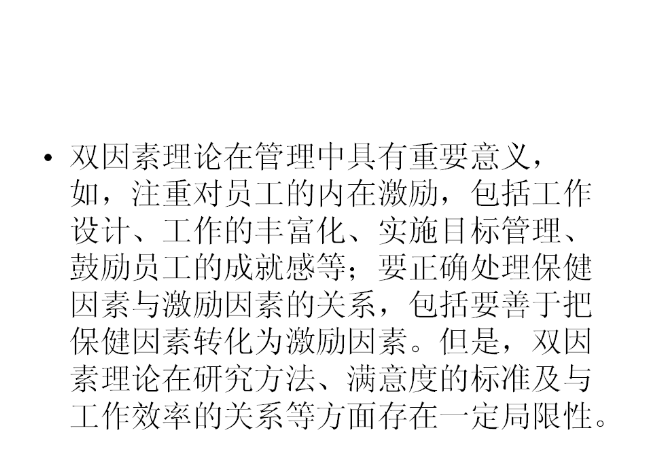 • 双因素理论在管理中具有重要意义，
如，注重对员工的内在激励，包括工作
设计、工作的丰富化、实施目标管理、
鼓励员工的成就感等；要正确处理保健
因素与激励因素的关系，包括要善于把
保健因素转化为激励因素。但是，双因
素理论在研究方法、满意度的标准及与
工作效率的关系等方面存在一定局限性。